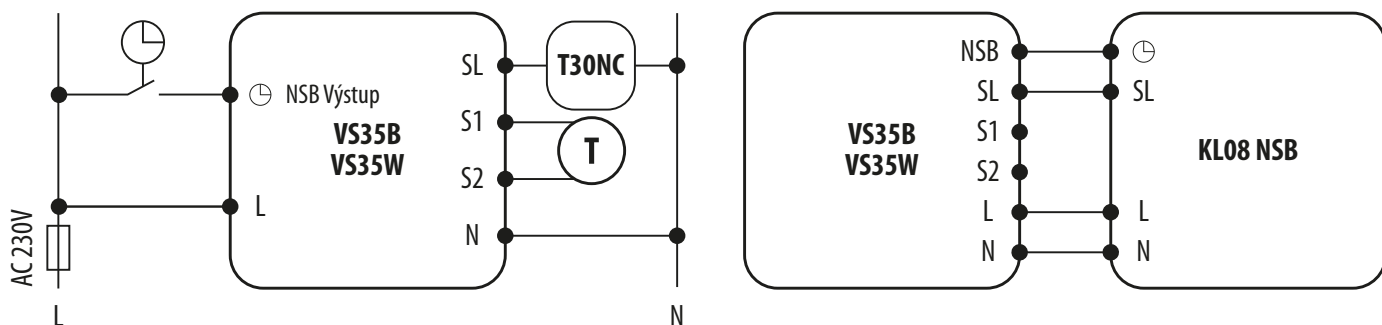 SL
T30NC
NSB Výstup
S1
VS35B
VS35W
T
S2
L
N
AC 230V
L
N
NSB
SL
SL
S1
VS35B
VS35W
KL08 NSB
S2
L
L
N
N